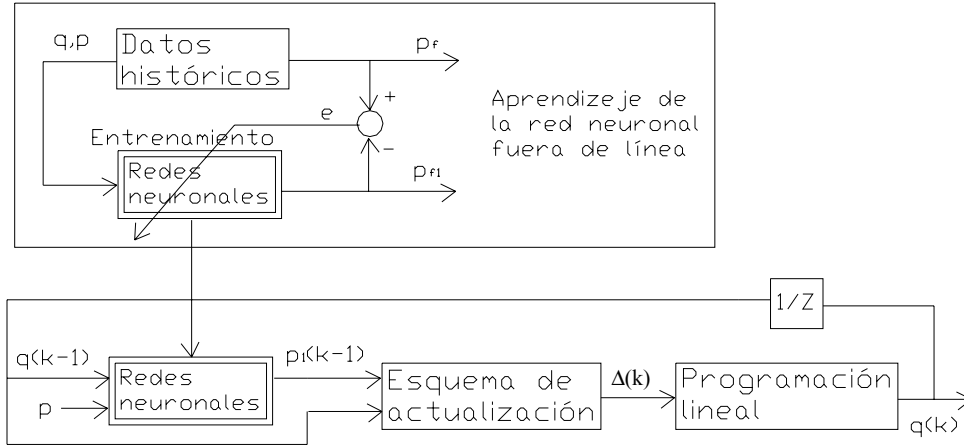 q,p
Datos
históricos
pf
+
e
Aprendizeje de
la red neuronal
fuera de línea
Entrenamiento
-
Redes
neuronales
pf1
1/Z
q(k-1)
p1(k-1)
Redes
neuronales
p
Esquema de
actualización
Δ(k)
Programación
lineal
q(k)